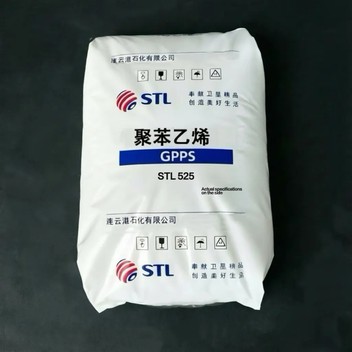 连云港石化有限公司
STL
奉献卫星精品
创造美好生活
聚苯乙烯
GPPS
STL 525
Actual specifications
on the side
连云港石化有限公司
STL
奉献卫星精品
创造美好生活